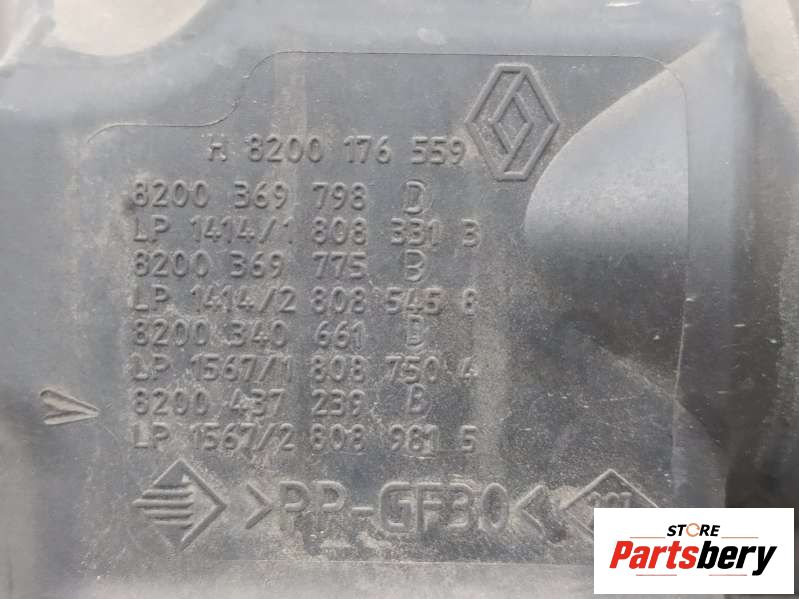 H 8200 176 559
8200 369 798 D
LP 1414/1 808 331 3
8200 369 775 B
LP 1414/2 808 545 8
8200 340 661 D
LP 1567/1 808 750 4
8200 437 239 B
LP 1567/2 808 981 5
>PP-GF30<
STORE
Partsbery